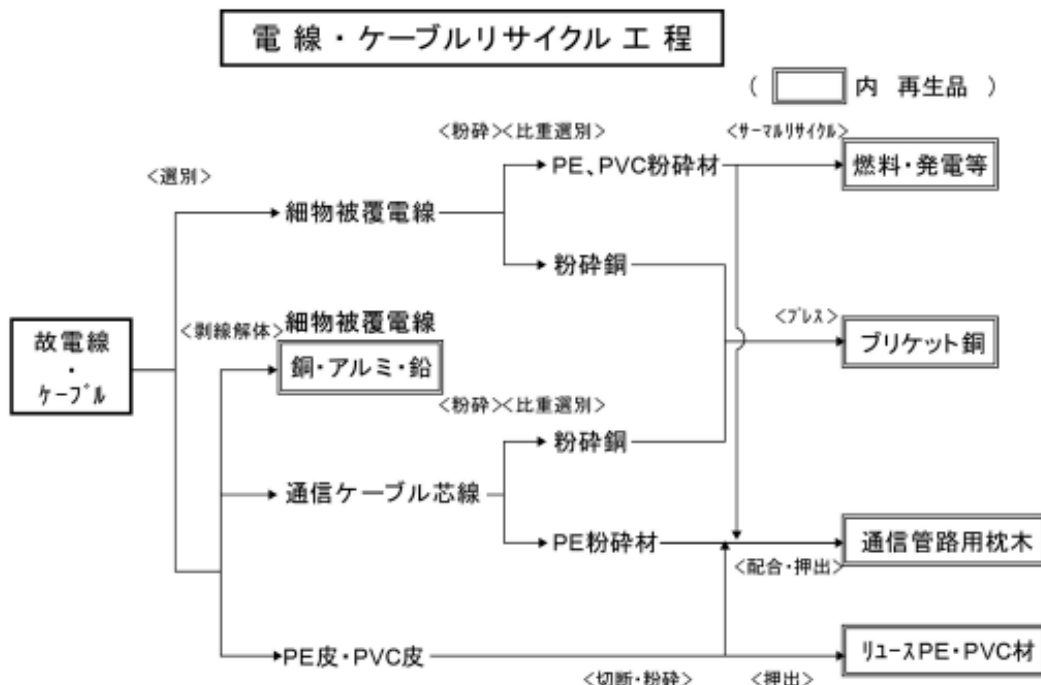 電 線 ・ ケーブルリサイクル 工 程
( 内 再生品 )
<粉砕><比重選別>
<サーマルリサイクル>
<選別>
PE、PVC粉砕材
燃料・発電等
細物被覆電線
粉砕銅
<剥線解体>
細物被覆電線
<プレス>
故電線
・
ケーブル
銅・アルミ・鉛
ブリケット銅
<粉砕><比重選別>
粉砕銅
通信ケーブル芯線
PE粉砕材
通信管路用枕木
<配合・押出>
PE皮・PVC皮
リュースPE・PVC材
<切断・粉砕>
<押出>